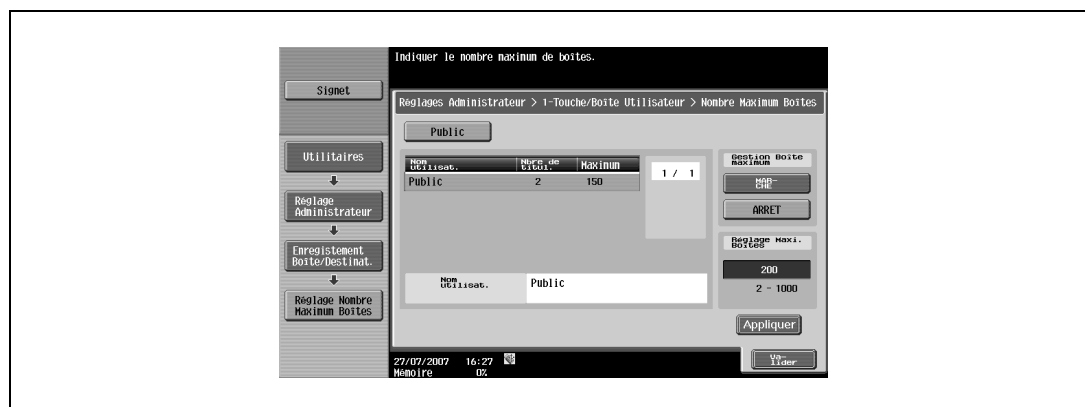 Indiquer le nombre maximum de boîtes.
Signet
Réglages Administrateur > 1-Touche/Boîte Utilisateur > Nombre Maximum Boîtes
Public
Utilitaires
Réglage
Administrateur
Enregistement
Boîte/Destinat.
Réglage Nombre
Maximum Boîtes
Nom
utilisat.
Nbre de
titul.
Maximum
Public 2 150
1 / 1
Nom
utilisat.
Public
Gestion Boîte
maximum
MAR-
CHE
ARRET
Réglage Maxi.
Boîtes
200
2 - 1000
Appliquer
Va-
lider
27/07/2007 16:27
Mémoire 0%